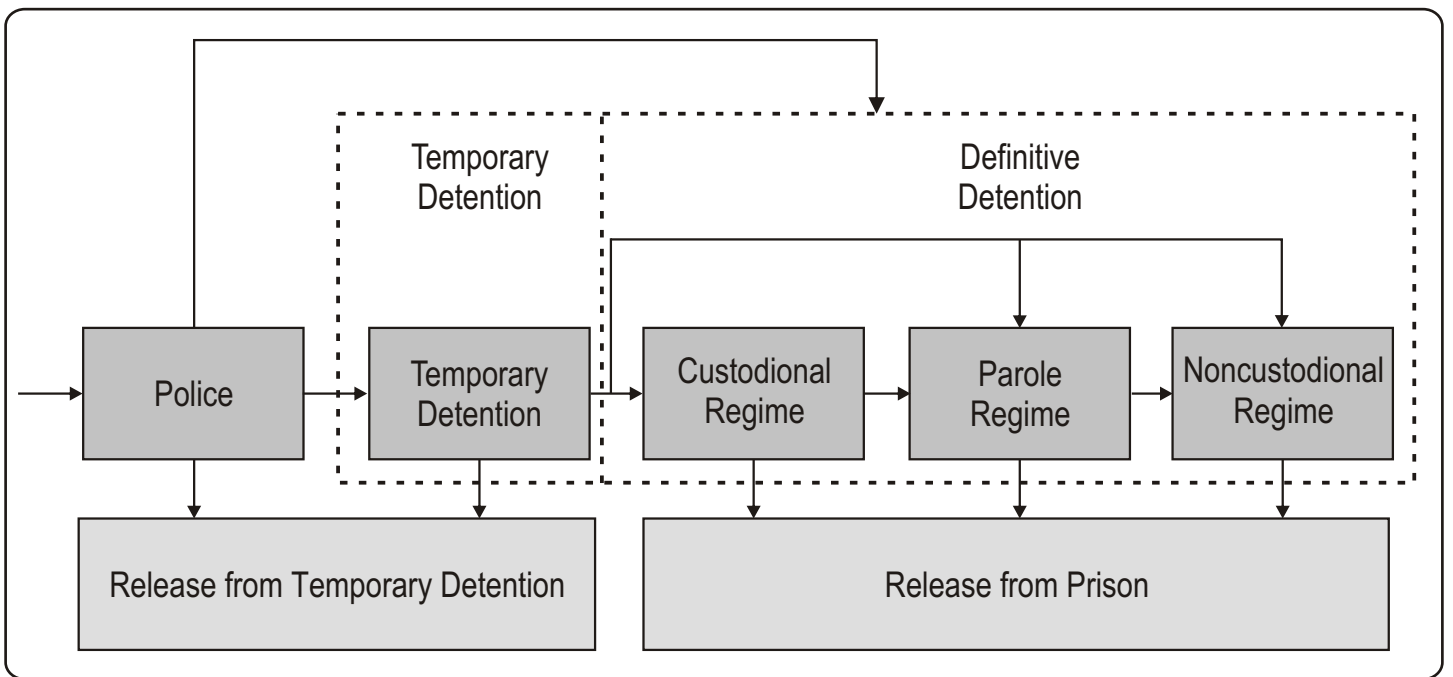 Temporary
Detention
Definitive
Detention
Police
Temporary
Detention
Custodional
Regime
Parole
Regime
Noncustodional
Regime
Release from Temporary Detention
Release from Prison